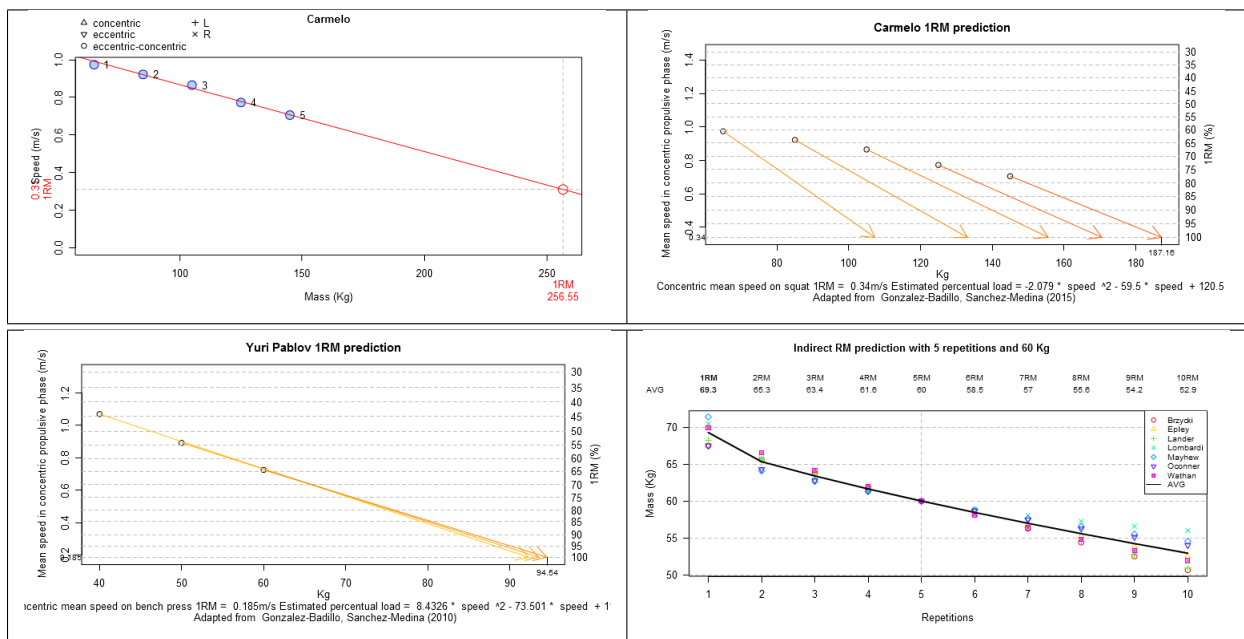 Carmelo
△ concentric + L
▽ eccentric × R
○ eccentric-concentric
Speed (m/s)
0.0 0.2 0.4 0.6 0.8 1.0
1RM
1 2 3 4 5
100 150 200 250
Mass (Kg)
1RM
256.55
Carmelo 1RM prediction
Mean speed in concentric propulsive phase (m/s)
0.4 0.6 0.8 1.0 1.2 1.4
0.34
30
35
40
45
50
55
60
65
70
75
80
85
90
95
100
1RM (%)
80 100 120 140 160 180
187.16
Kg
Concentric mean speed on squat 1RM = 0.34m/s Estimated percentual load = -2.079 * speed ^2 - 59.5 * speed + 120.5
Adapted from Gonzalez-Badillo, Sanchez-Medina (2015)
Yuri Pablov 1RM prediction
Mean speed in concentric propulsive phase (m/s)
0.2 0.4 0.6 0.8 1.0 1.2
0.185
30
35
40
45
50
55
60
65
70
75
80
85
90
95
100
1RM (%)
40 50 60 70 80 90
94.54
Kg
ncentric mean speed on bench press 1RM = 0.185m/s Estimated percentual load = 8.4326 * speed ^2 - 73.501 * speed + 1
Adapted from Gonzalez-Badillo, Sanchez-Medina (2010)
Indirect RM prediction with 5 repetitions and 60 Kg
1RM 2RM 3RM 4RM 5RM 6RM 7RM 8RM 9RM 10RM
AVG 69.3 65.3 63.4 61.6 60 58.5 57 55.6 54.2 52.9
Mass (Kg)
50 55 60 65 70
Brzycki
Epley
Lander
Lombardi
Mayhew
Oconner
Wathan
AVG
1 2 3 4 5 6 7 8 9 10
Repetitions